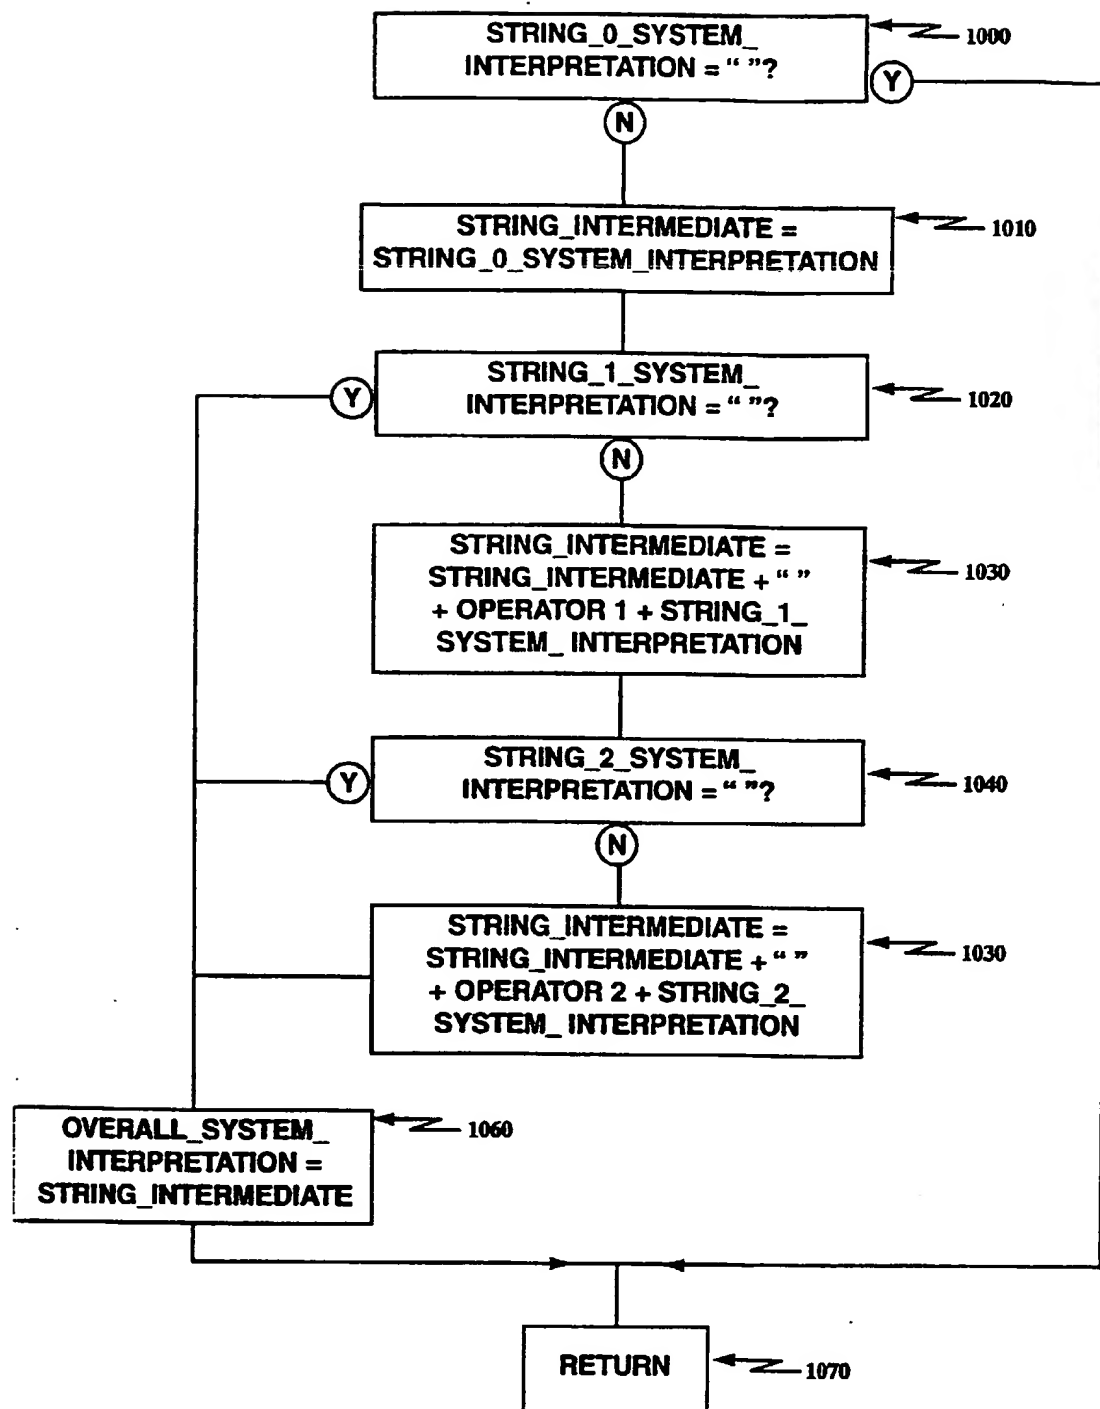 STRING_0_SYSTEM_
INTERPRETATION = “ ”?
1000
Y
N
STRING_INTERMEDIATE =
STRING_0_SYSTEM_INTERPRETATION
1010
STRING_1_SYSTEM_
INTERPRETATION = “ ”?
1020
Y
N
STRING_INTERMEDIATE =
STRING_INTERMEDIATE + “ ”
+ OPERATOR 1 + STRING_1_
SYSTEM_ INTERPRETATION
1030
STRING_2_SYSTEM_
INTERPRETATION = “ ”?
1040
Y
N
STRING_INTERMEDIATE =
STRING_INTERMEDIATE + “ ”
+ OPERATOR 2 + STRING_2_
SYSTEM_ INTERPRETATION
1030
OVERALL_SYSTEM_
INTERPRETATION =
STRING_INTERMEDIATE
1060
RETURN
1070